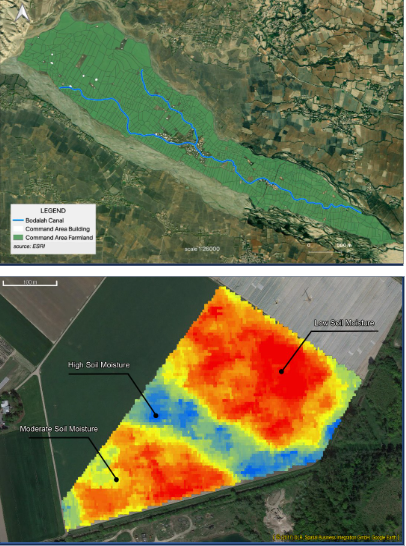 LEGEND
Bodalah Canal
Command Area Building
Command Area Farmland
source: ESRI
scale 1:25000
100 m
Low Soil Moisture
High Soil Moisture
Moderate Soil Moisture